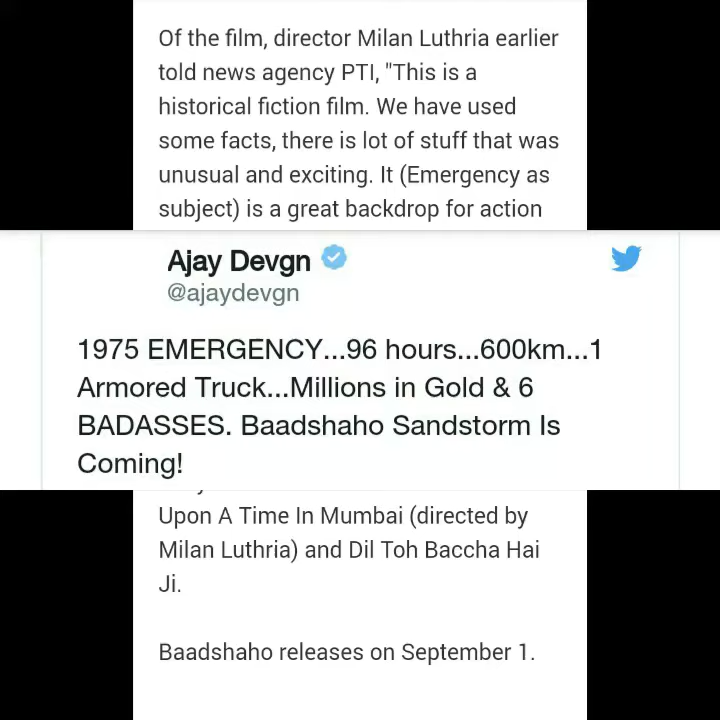 Of the film, director Milan Luthria earlier
told news agency PTI, "This is a
historical fiction film. We have used
some facts, there is lot of stuff that was
unusual and exciting. It (Emergency as
subject) is a great backdrop for action
Ajay Devgn
@ajaydevgn
1975 EMERGENCY...96 hours...600km...1
Armored Truck...Millions in Gold & 6
BADASSES. Baadshaho Sandstorm Is
Coming!
Upon A Time In Mumbai (directed by
Milan Luthria) and Dil Toh Baccha Hai
Ji.
Baadshaho releases on September 1.